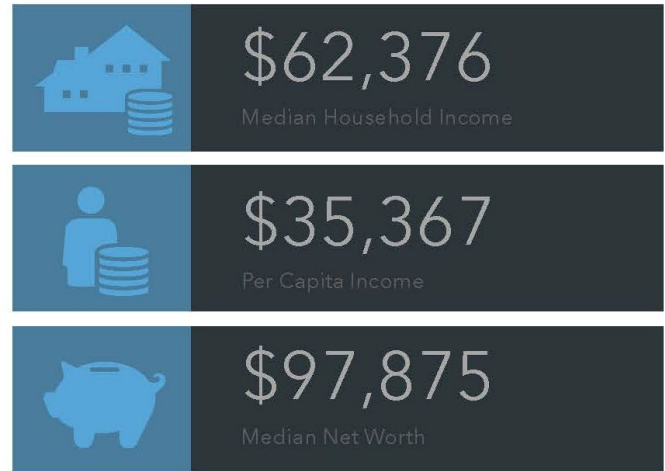 $62,376
Median Household Income
$35,367
Per Capita Income
$97,875
Median Net Worth